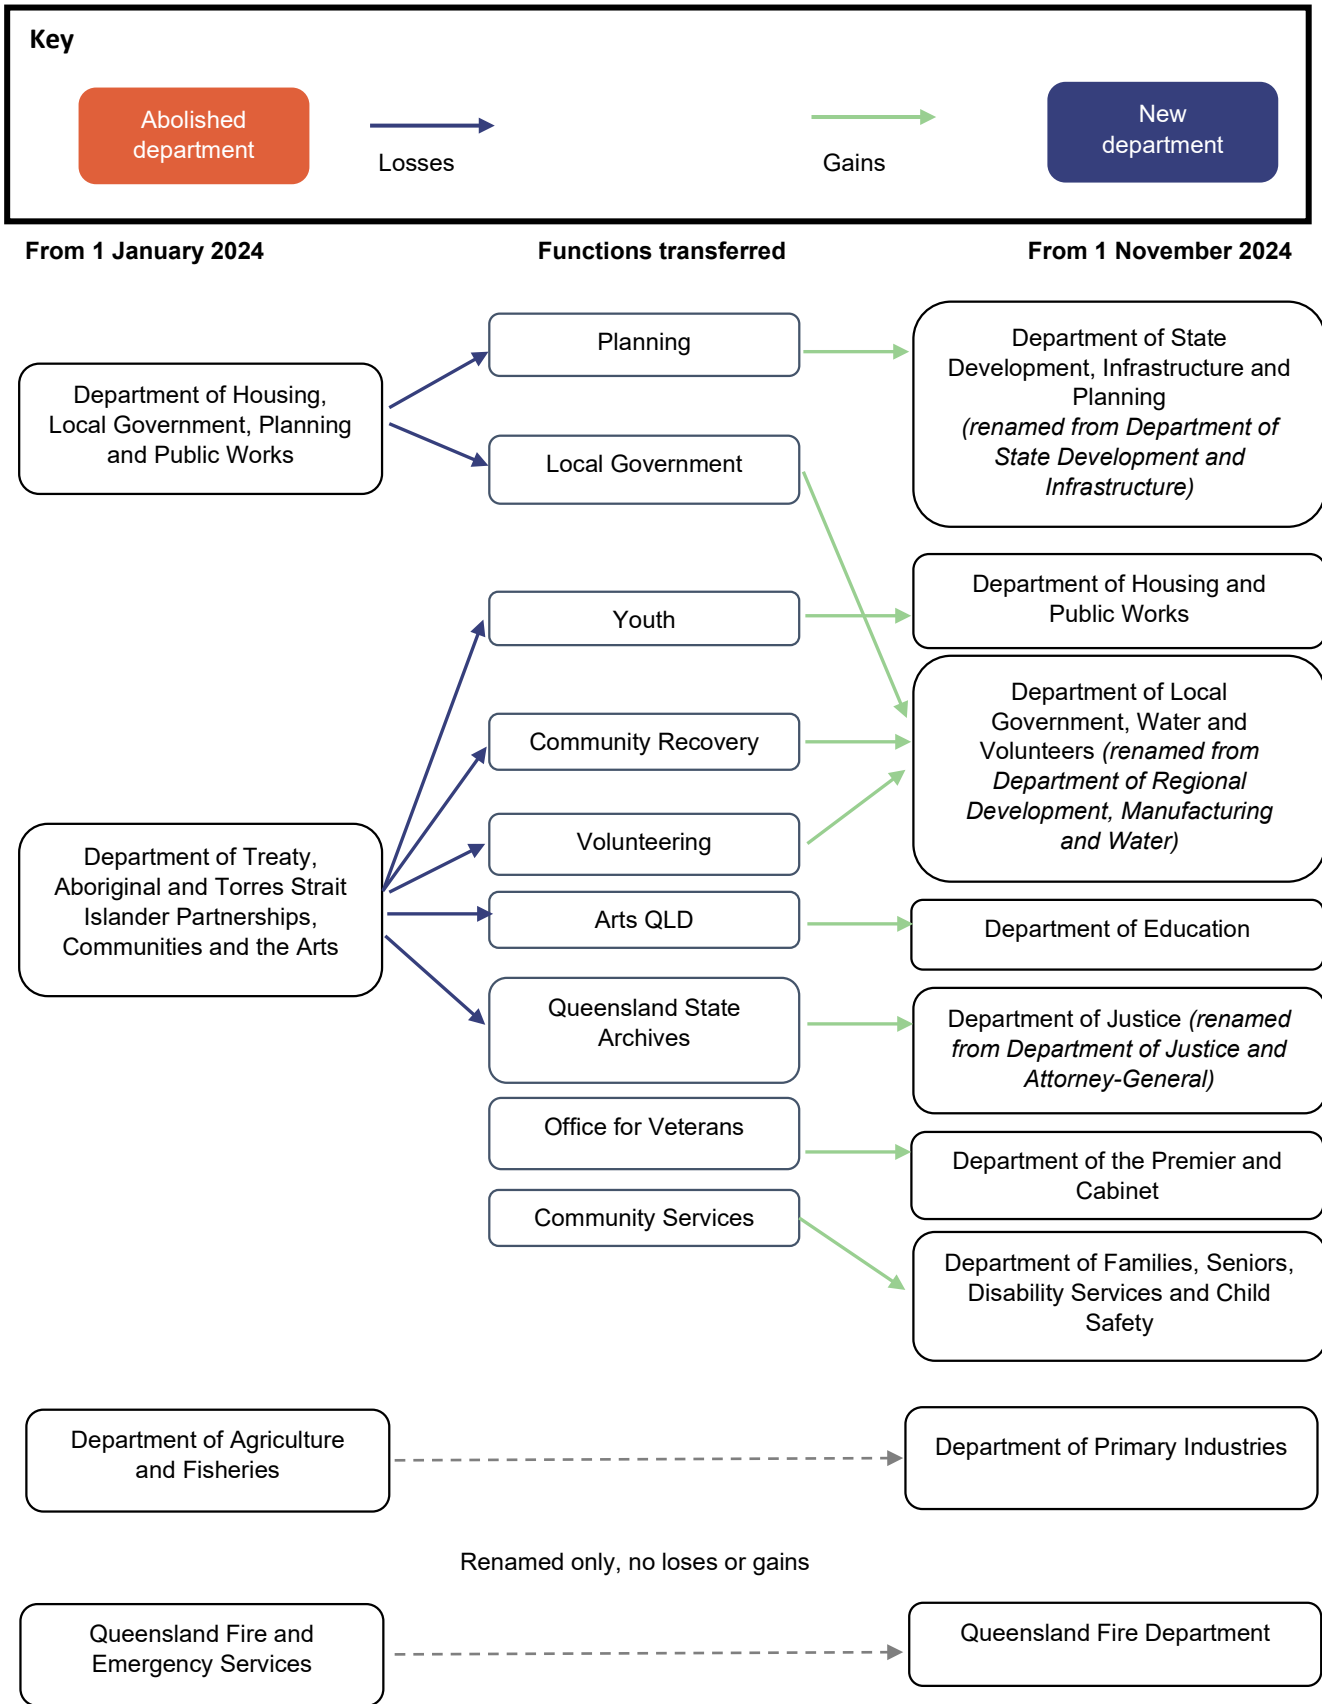 Key
Abolished
department
Losses
Gains
New
department
From 1 January 2024
Functions transferred
From 1 November 2024
Department of Housing,
Local Government, Planning
and Public Works
Planning
Local Government
Department of State
Development, Infrastructure and
Planning
(renamed from Department of
State Development and
Infrastructure)
Youth
Department of Housing and
Public Works
Community Recovery
Volunteering
Department of Local
Government, Water and
Volunteers (renamed from
Department of Regional
Development, Manufacturing
and Water)
Department of Treaty,
Aboriginal and Torres Strait
Islander Partnerships,
Communities and the Arts
Arts QLD
Department of Education
Queensland State
Archives
Department of Justice (renamed
from Department of Justice and
Attorney-General)
Office for Veterans
Department of the Premier and
Cabinet
Community Services
Department of Families, Seniors,
Disability Services and Child
Safety
Department of Agriculture
and Fisheries
Department of Primary Industries
Renamed only, no loses or gains
Queensland Fire and
Emergency Services
Queensland Fire Department